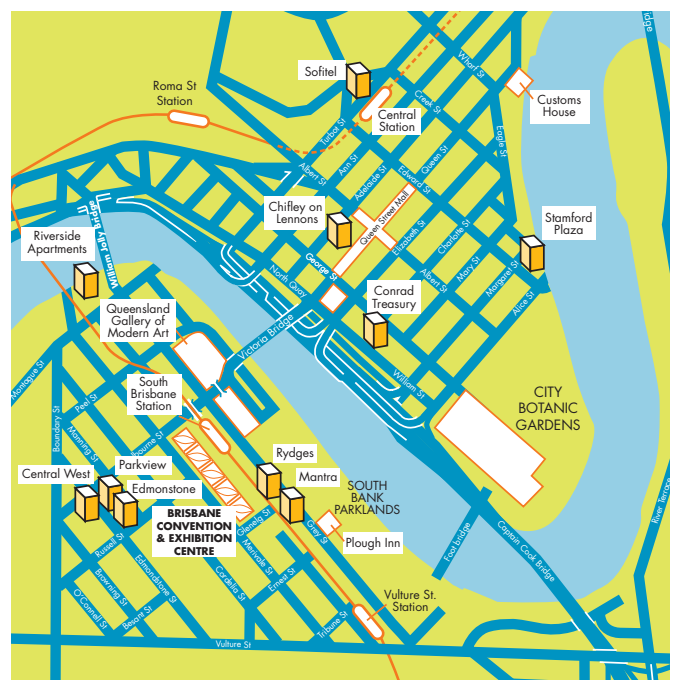 Bridge
Sofitel
Wharf St
Roma St
Station
Creek St
Customs
House
Central
Station
Turbot St
Eagle St
Ann St
Queen St
Albert St
Adelaide St
Edward St
Chifley on
Lennons
Queen Street Mall
Stamford
Plaza
William Jolly Bridge
Riverside
Apartments
Elizabeth St
Charlotte St
George St
Mary St
Margaret St
North Quay
Albert St
Conrad
Treasury
Alice St
Queensland
Gallery of
Modern Art
Victoria Bridge
Montague St
South
Brisbane
Station
William St
CITY
BOTANIC
GARDENS
Peel St
Boundary St
Manning St
lbourne St
Rydges
Parkview
Central West
Mantra
Edmonstone
SOUTH
BANK
PARKLANDS
River Terrace
BRISBANE
CONVENTION
& EXHIBITION
CENTRE
Glenelg St
Grey St
Plough Inn
Foot bridge
Captain Cook Bridge
Russell St
Merivale St
Browning St
Edmondstone St
Cordelia St
Ernest St
Vulture St.
Station
O'Connell St
Besant St
Tribune St
Vulture St